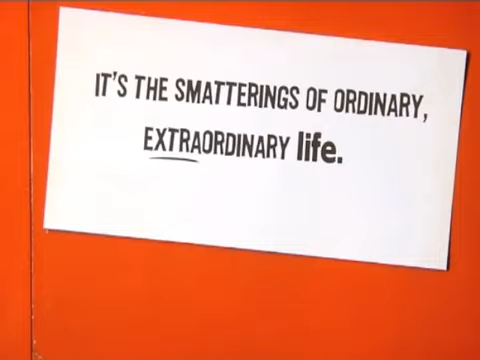 IT'S THE SMATTERINGS OF ORDINARY,
EXTRAORDINARY life.